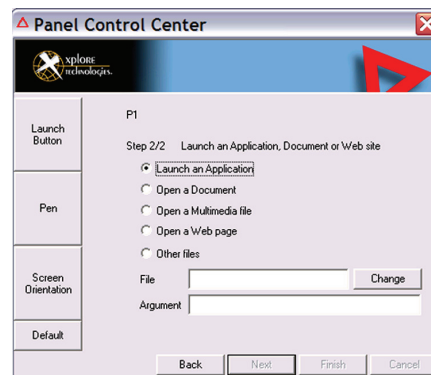 Panel Control Center
xplore
technologies.
Launch
Button
Pen
Screen
Orientation
Default
P1
Step 2/2 Launch an Application, Document or Web site
Launch an Application
Open a Document
Open a Multimedia file
Open a Web page
Other files
File
Change
Argument
Back
Next
Finish
Cancel